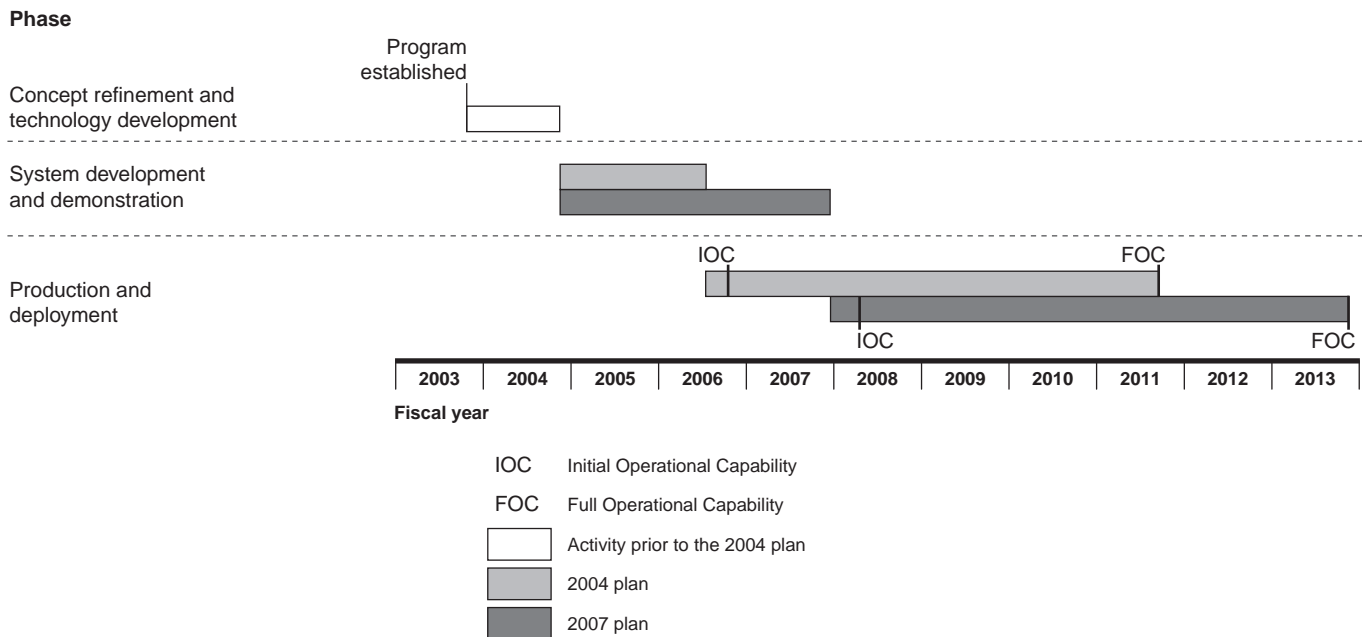 Phase
Program
established
Concept refinement and
technology development
System development
and demonstration
IOC
FOC
Production and
deployment
IOC
FOC
2003 2004 2005 2006 2007 2008 2009 2010 2011 2012 2013
Fiscal year
IOC Initial Operational Capability
FOC Full Operational Capability
Activity prior to the 2004 plan
2004 plan
2007 plan